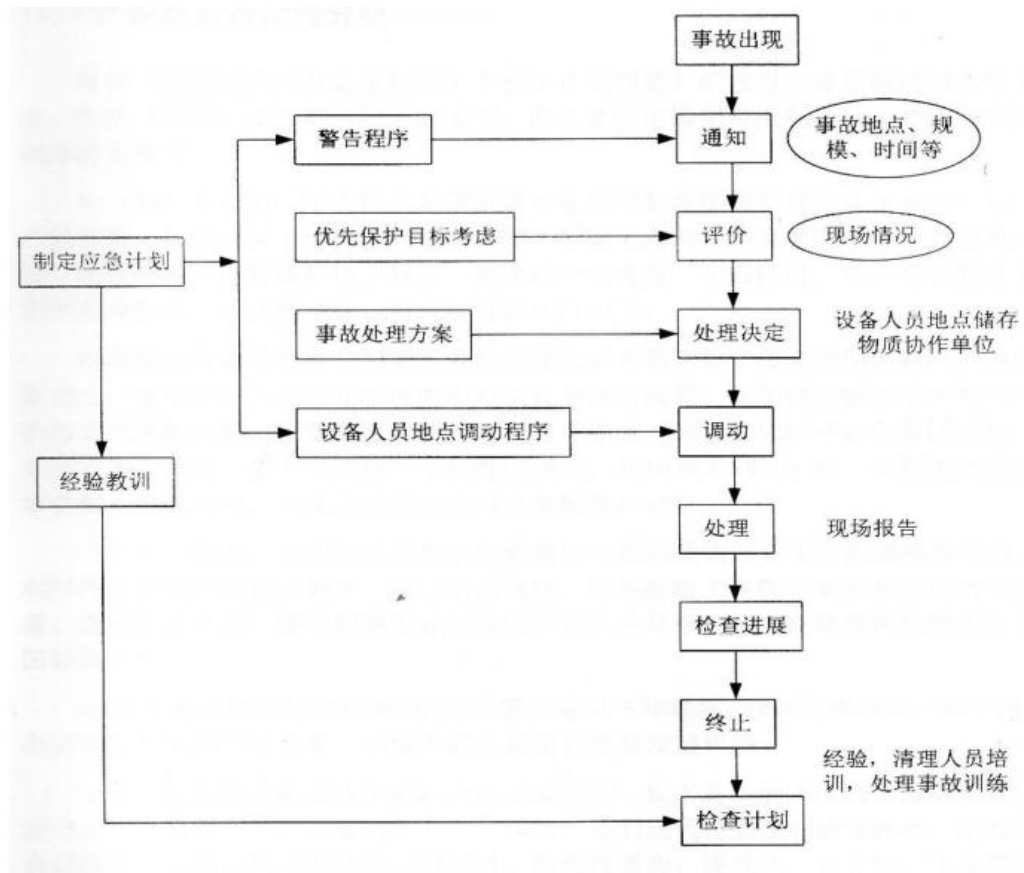 事故出现
警告程序
通知
事故地点、规
模、时间等
优先保护目标考虑
评价
现场情况
制定应急计划
事故处理方案
处理决定
设备人员地点储存
物质协作单位
设备人员地点调动程序
调动
经验教训
处理
现场报告
检查进展
终止
经验，清理人员培
训，处理事故训练
检查计划